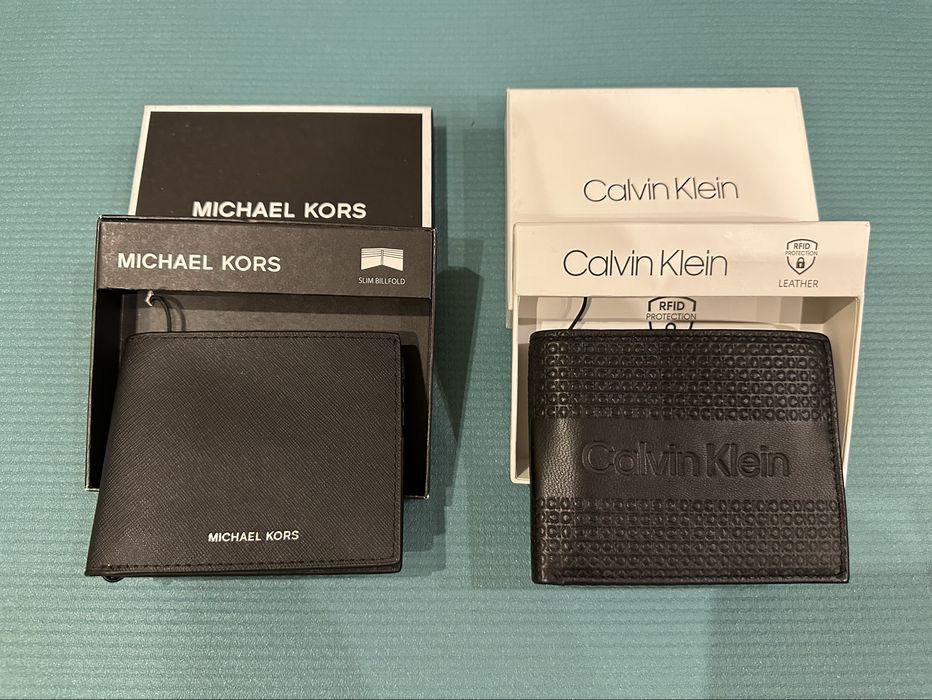 MICHAEL KORS
MICHAEL KORS
SLIM BILLFOLD
MICHAEL KORS
Calvin Klein
Calvin Klein
RFID
PROTECTION
LEATHER
RFID
PROTECTION
Calvin Klein